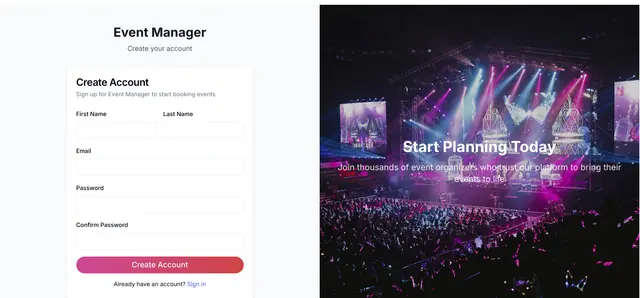 Event Manager
Create your account
Create Account
Sign up for Event Manager to start booking events
First Name
Last Name
Email
Password
Confirm Password
Create Account
Already have an account? Sign in
Start Planning Today
Join thousands of event organizers who trust our platform to bring their
events to life.